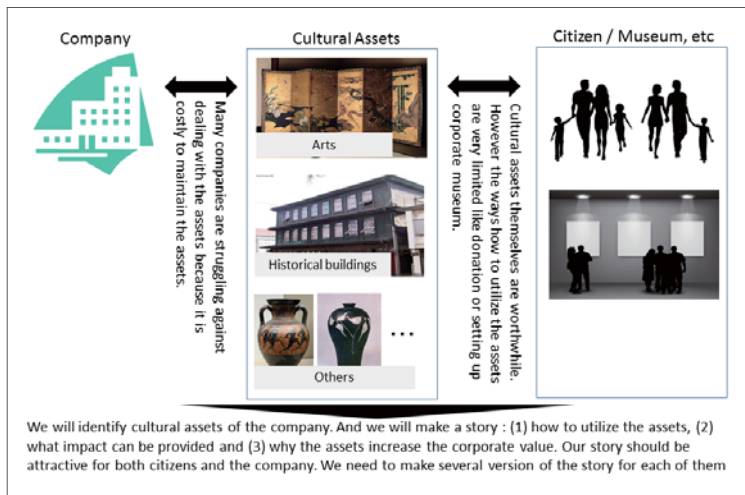 Company
Cultural Assets
Citizen / Museum, etc
Many companies are struggling against
dealing with the assets because it is
costly to maintain the assets.
Arts
Historical buildings
Others
...
Cultural assets themselves are worthwhile.
However the ways how to utilize the assets
are very limited like donation or setting up
corporate museum.
We will identify cultural assets of the company. And we will make a story : (1) how to utilize the assets, (2)
what impact can be provided and (3) why the assets increase the corporate value. Our story should be
attractive for both citizens and the company. We need to make several version of the story for each of them